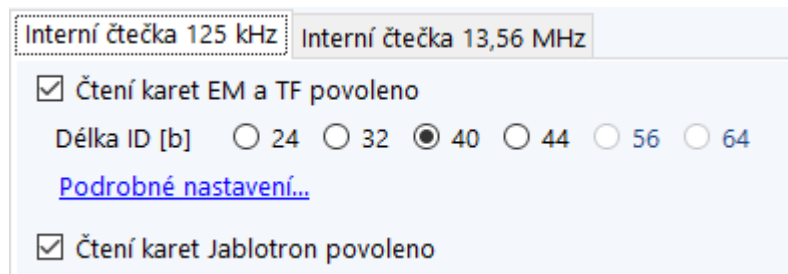 Interní čtečka 125 kHz Interní čtečka 13,56 MHz
Čtení karet EM a TF povoleno
Délka ID [b] 24 32 40 44 56 64
Podrobné nastavení...
Čtení karet Jablotron povoleno